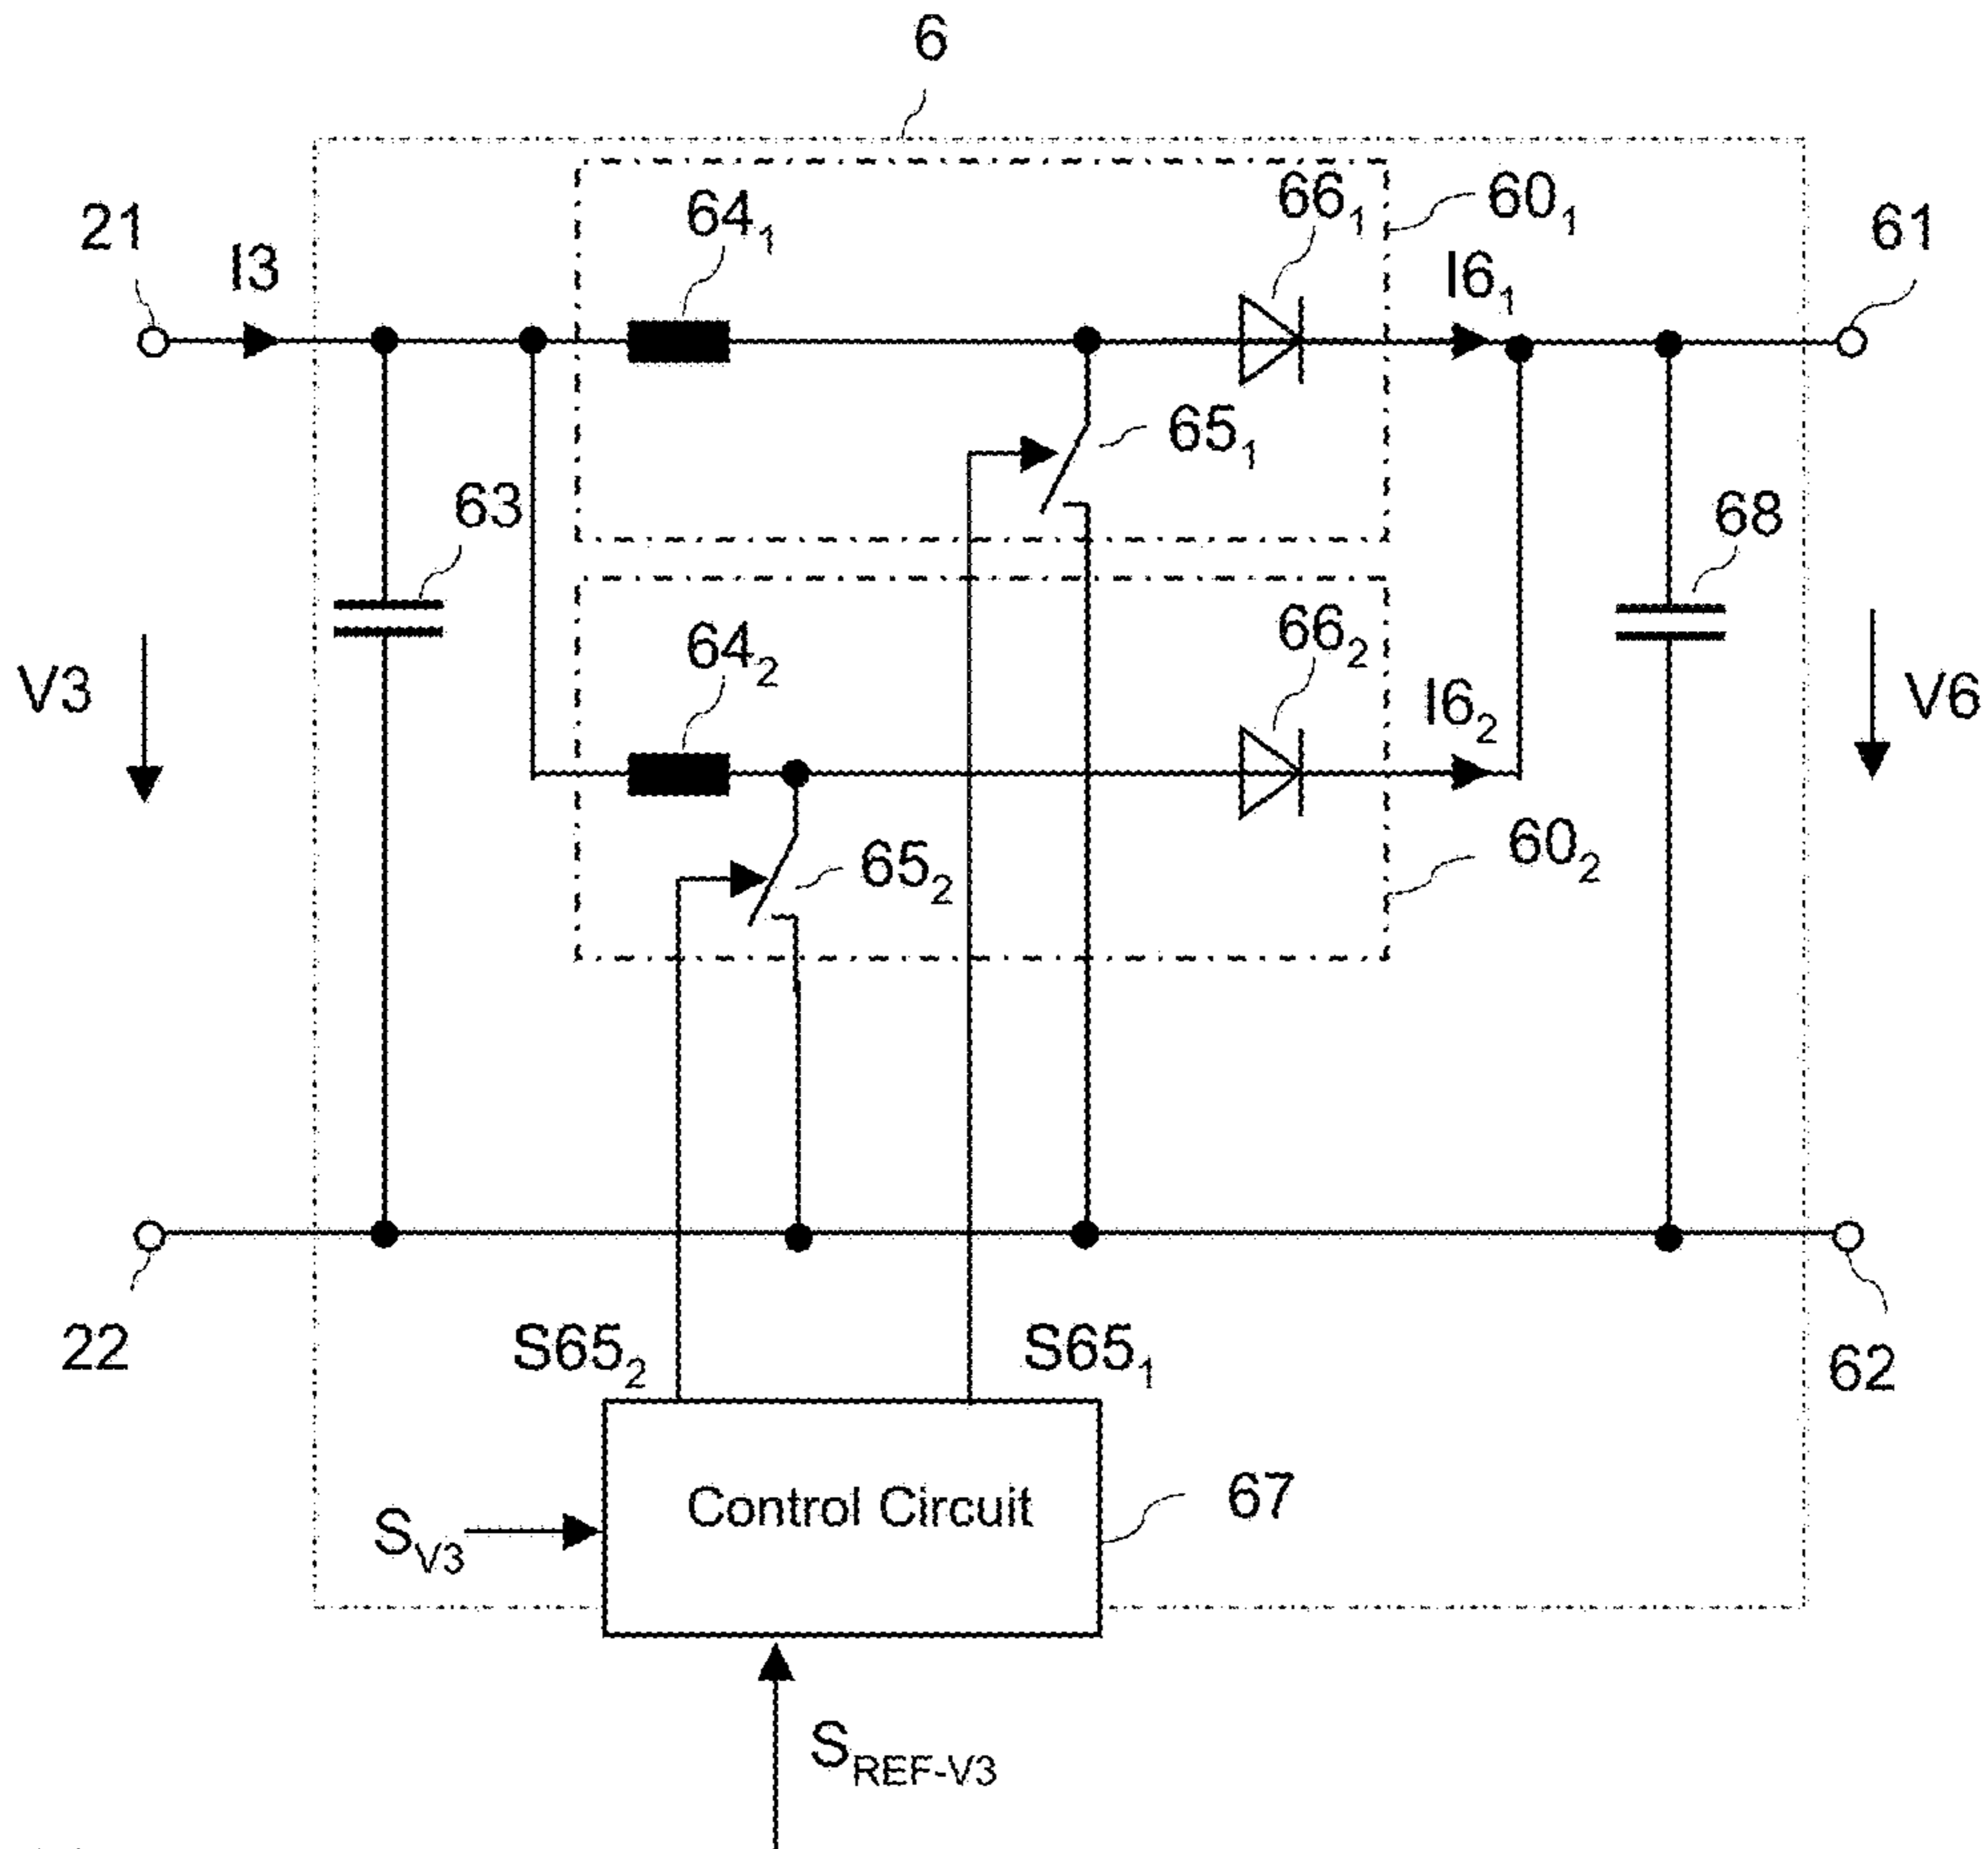 6
21
I3
64₁
66₁
60₁
I6₁
61
63
65₁
68
V3
64₂
66₂
I6₂
V6
65₂
60₂
22
S65₂
S65₁
62
Control Circuit
67
S_V3
S_REF-V3